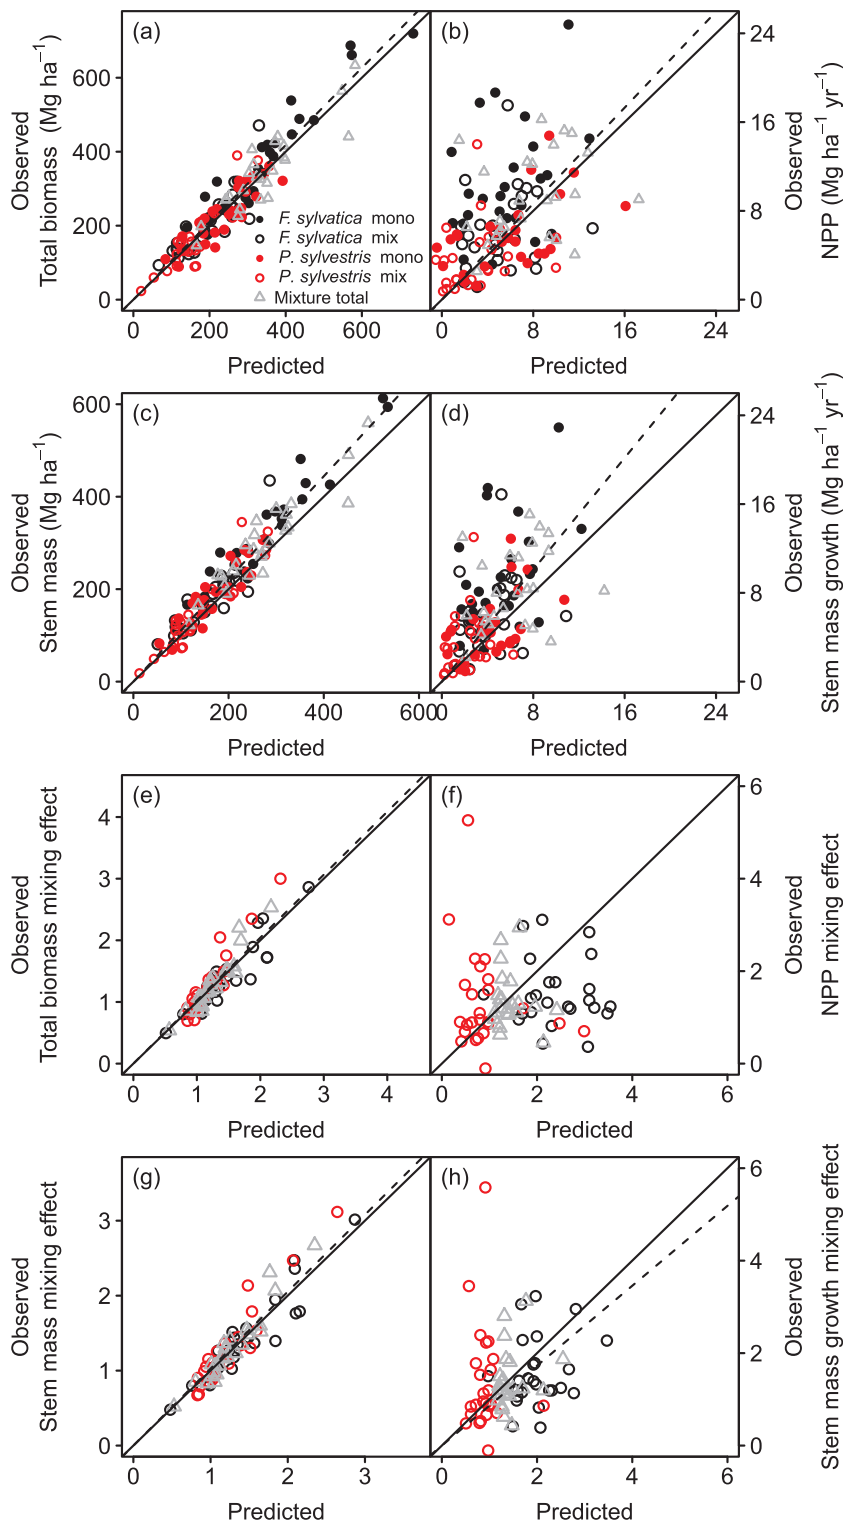 (a)
(b)
Observed
Total biomass (Mg ha⁻¹)
600
400
200
0
F. sylvatica mono
F. sylvatica mix
P. sylvestris mono
P. sylvestris mix
Mixture total
24
16
8
0
Observed
NPP (Mg ha⁻¹ yr⁻¹)
0 200 400 600
0 8 16 24
Predicted
Predicted
(c)
(d)
Observed
Stem mass (Mg ha⁻¹)
600
400
200
0
24
16
8
0
Observed
Stem mass growth (Mg ha⁻¹ yr⁻¹)
0 200 400 600
0 8 16 24
Predicted
Predicted
(e)
(f)
Observed
Total biomass mixing effect
4
3
2
1
0
6
4
2
0
Observed
NPP mixing effect
0 1 2 3 4
0 2 4 6
Predicted
Predicted
(g)
(h)
Observed
Stem mass mixing effect
3
2
1
0
6
4
2
0
Observed
Stem mass growth mixing effect
0 1 2 3
0 2 4 6
Predicted
Predicted